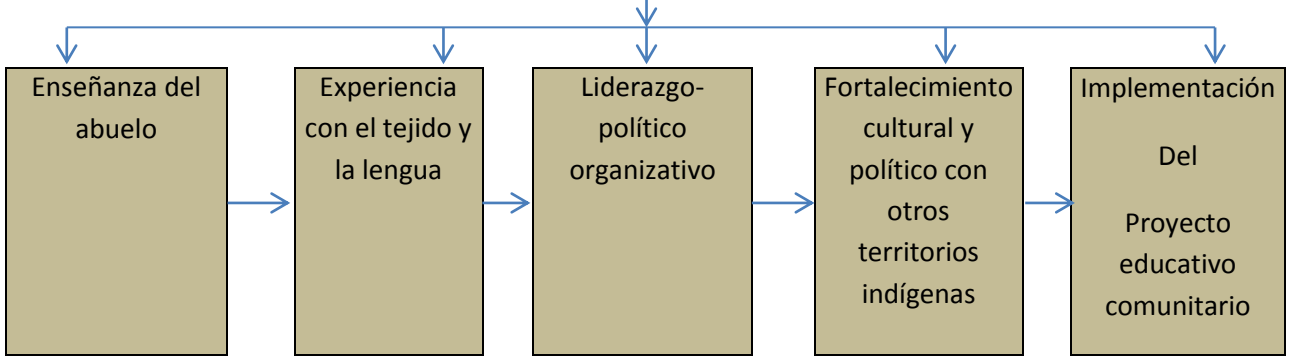 Enseñanza del
abuelo
Experiencia
con el tejido y
la lengua
Liderazgo-
político
organizativo
Fortalecimiento
cultural y
político con
otros
territorios
indígenas
Implementación
Del
Proyecto
educativo
comunitario